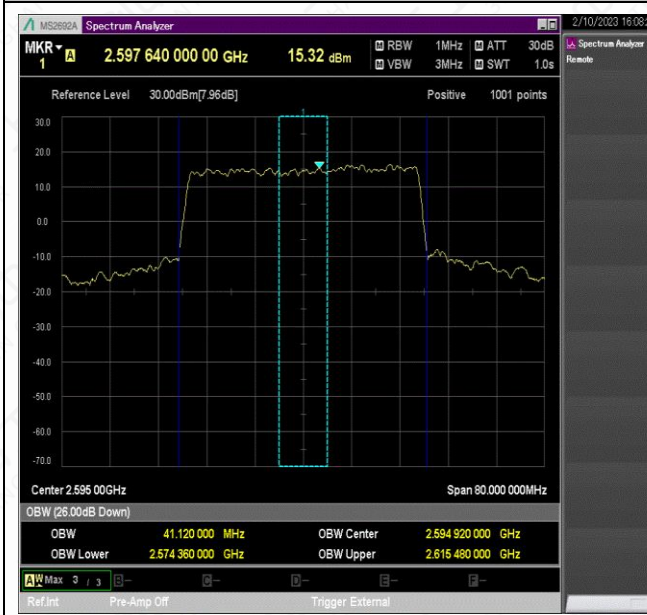 MS2692A Spectrum Analyzer
2/10/2023 16:08:
MKR 1 A 2.597 640 000 00 GHz 15.32 dBm
M RBW 1MHz M ATT 30dB
M VBW 3MHz M SWT 1.0s
Spectrum Analyzer
Remote
Reference Level 30.00dBm[7.96dB] Positive 1001 points
30.0
20.0
10.0
0.0
-10.0
-20.0
-30.0
-40.0
-50.0
-60.0
-70.0
Center 2.595 00GHz Span 80.000 000MHz
OBW (26.00dB Down)
OBW 41.120 000 MHz OBW Center 2.594 920 000 GHz
OBW Lower 2.574 360 000 GHz OBW Upper 2.615 480 000 GHz
A W Max 3 / 3 B- C- D- E- F-
Ref.Int Pre-Amp Off Trigger External